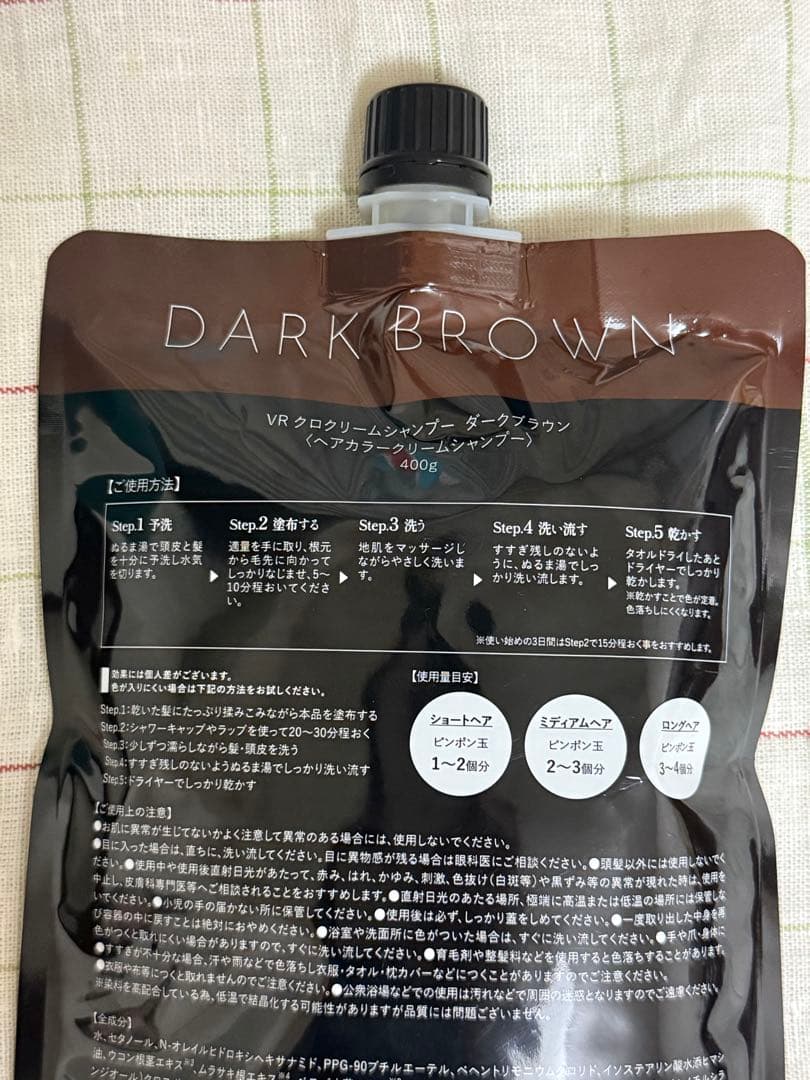 DARK BROWN
VR クロクリームシャンプー ダークブラウン
〈ヘアカラークリームシャンプー〉
400g
【ご使用方法】
Step.1 予洗
ぬるま湯で頭皮と髪
を十分に予洗し水気
を切ります。
Step.2 塗布する
適量を手に取り、根元
から毛先に向かって
しっかりなじませ、5〜
10分程おいてくださ
い。
Step.3 洗う
地肌をマッサージし
ながらやさしく洗いま
す。
Step.4 洗い流す
すすぎ残しのないよ
うに、ぬるま湯でしっ
かり洗い流します。
Step.5 乾かす
タオルドライしたあと
ドライヤーでしっかり
乾かします。
※乾かすことで色が定着。
色落ちしにくくなります。
※使い始めの3日間はStep2で15分程おく事をおすすめします。
効果には個人差がございます。
色が入りにくい場合は下記の方法をお試しください。
Step.1：乾いた髪にたっぷり揉みこみながら本品を塗布する
Step.2：シャワーキャップやラップを使って20〜30分程おく
Step.3：少しずつ濡らしながら髪・頭皮を洗う
Step.4：すすぎ残しのないようぬるま湯でしっかり洗い流す
Step.5：ドライヤーでしっかり乾かす
【使用量目安】
ショートヘア
ピンポン玉
1〜2個分
ミディアムヘア
ピンポン玉
2〜3個分
ロングヘア
ピンポン玉
3〜4個分
【ご使用上の注意】
●お肌に異常が生じてないかよく注意して異常のある場合には、使用しないでください。
●目に入った場合は、直ちに、洗い流してください。目に異物感が残る場合は眼科医にご相談ください。●頭髪以外には使用しないでく
ださい。●使用中や使用後直射日光があたって、赤み、はれ、かゆみ、刺激、色抜け(白斑等)や黒ずみ等の異常が現れた時は、使用を
中止し、皮膚科専門医等へご相談されることをおすすめします。●直射日光のあたる場所、極端に高温または低温の場所には保管しな
いでください。●小児の手の届かない所に保管してください。●使用後は必ず、しっかり蓋をしめてください。●一度取り出した中身を再
び容器の中に戻すことは絶対におやめください。●浴室や洗面所に色がついた場合は、すぐに洗い流してください。●手や爪・身体に
色がつくと取れにくい場合がありますので、すぐに洗い流してください。●育毛剤や整髪料などを使用すると色落ちすることがあります。
●すすぎが不十分な場合、汗や雨などで色落ちし衣服・タオル・枕カバーなどにつくことがありますのでご注意ください。
●衣服や布等につくと取れませんのでご注意ください。●公衆浴場などでの使用は汚れなどで周囲の迷惑となりますのでご遠慮ください。
※染料を高配合している為、低温で結晶化する可能性がありますが品質には問題ございません。
【全成分】
水、セタノール、N-オレイルヒドロキシヘキサナミド、PPG-90ブチルエーテル、ベヘントリモニウムクロリド、インステアリン酸水添ヒマシ
油、ウコン根茎エキス※3、ムラサキ根エキス※4